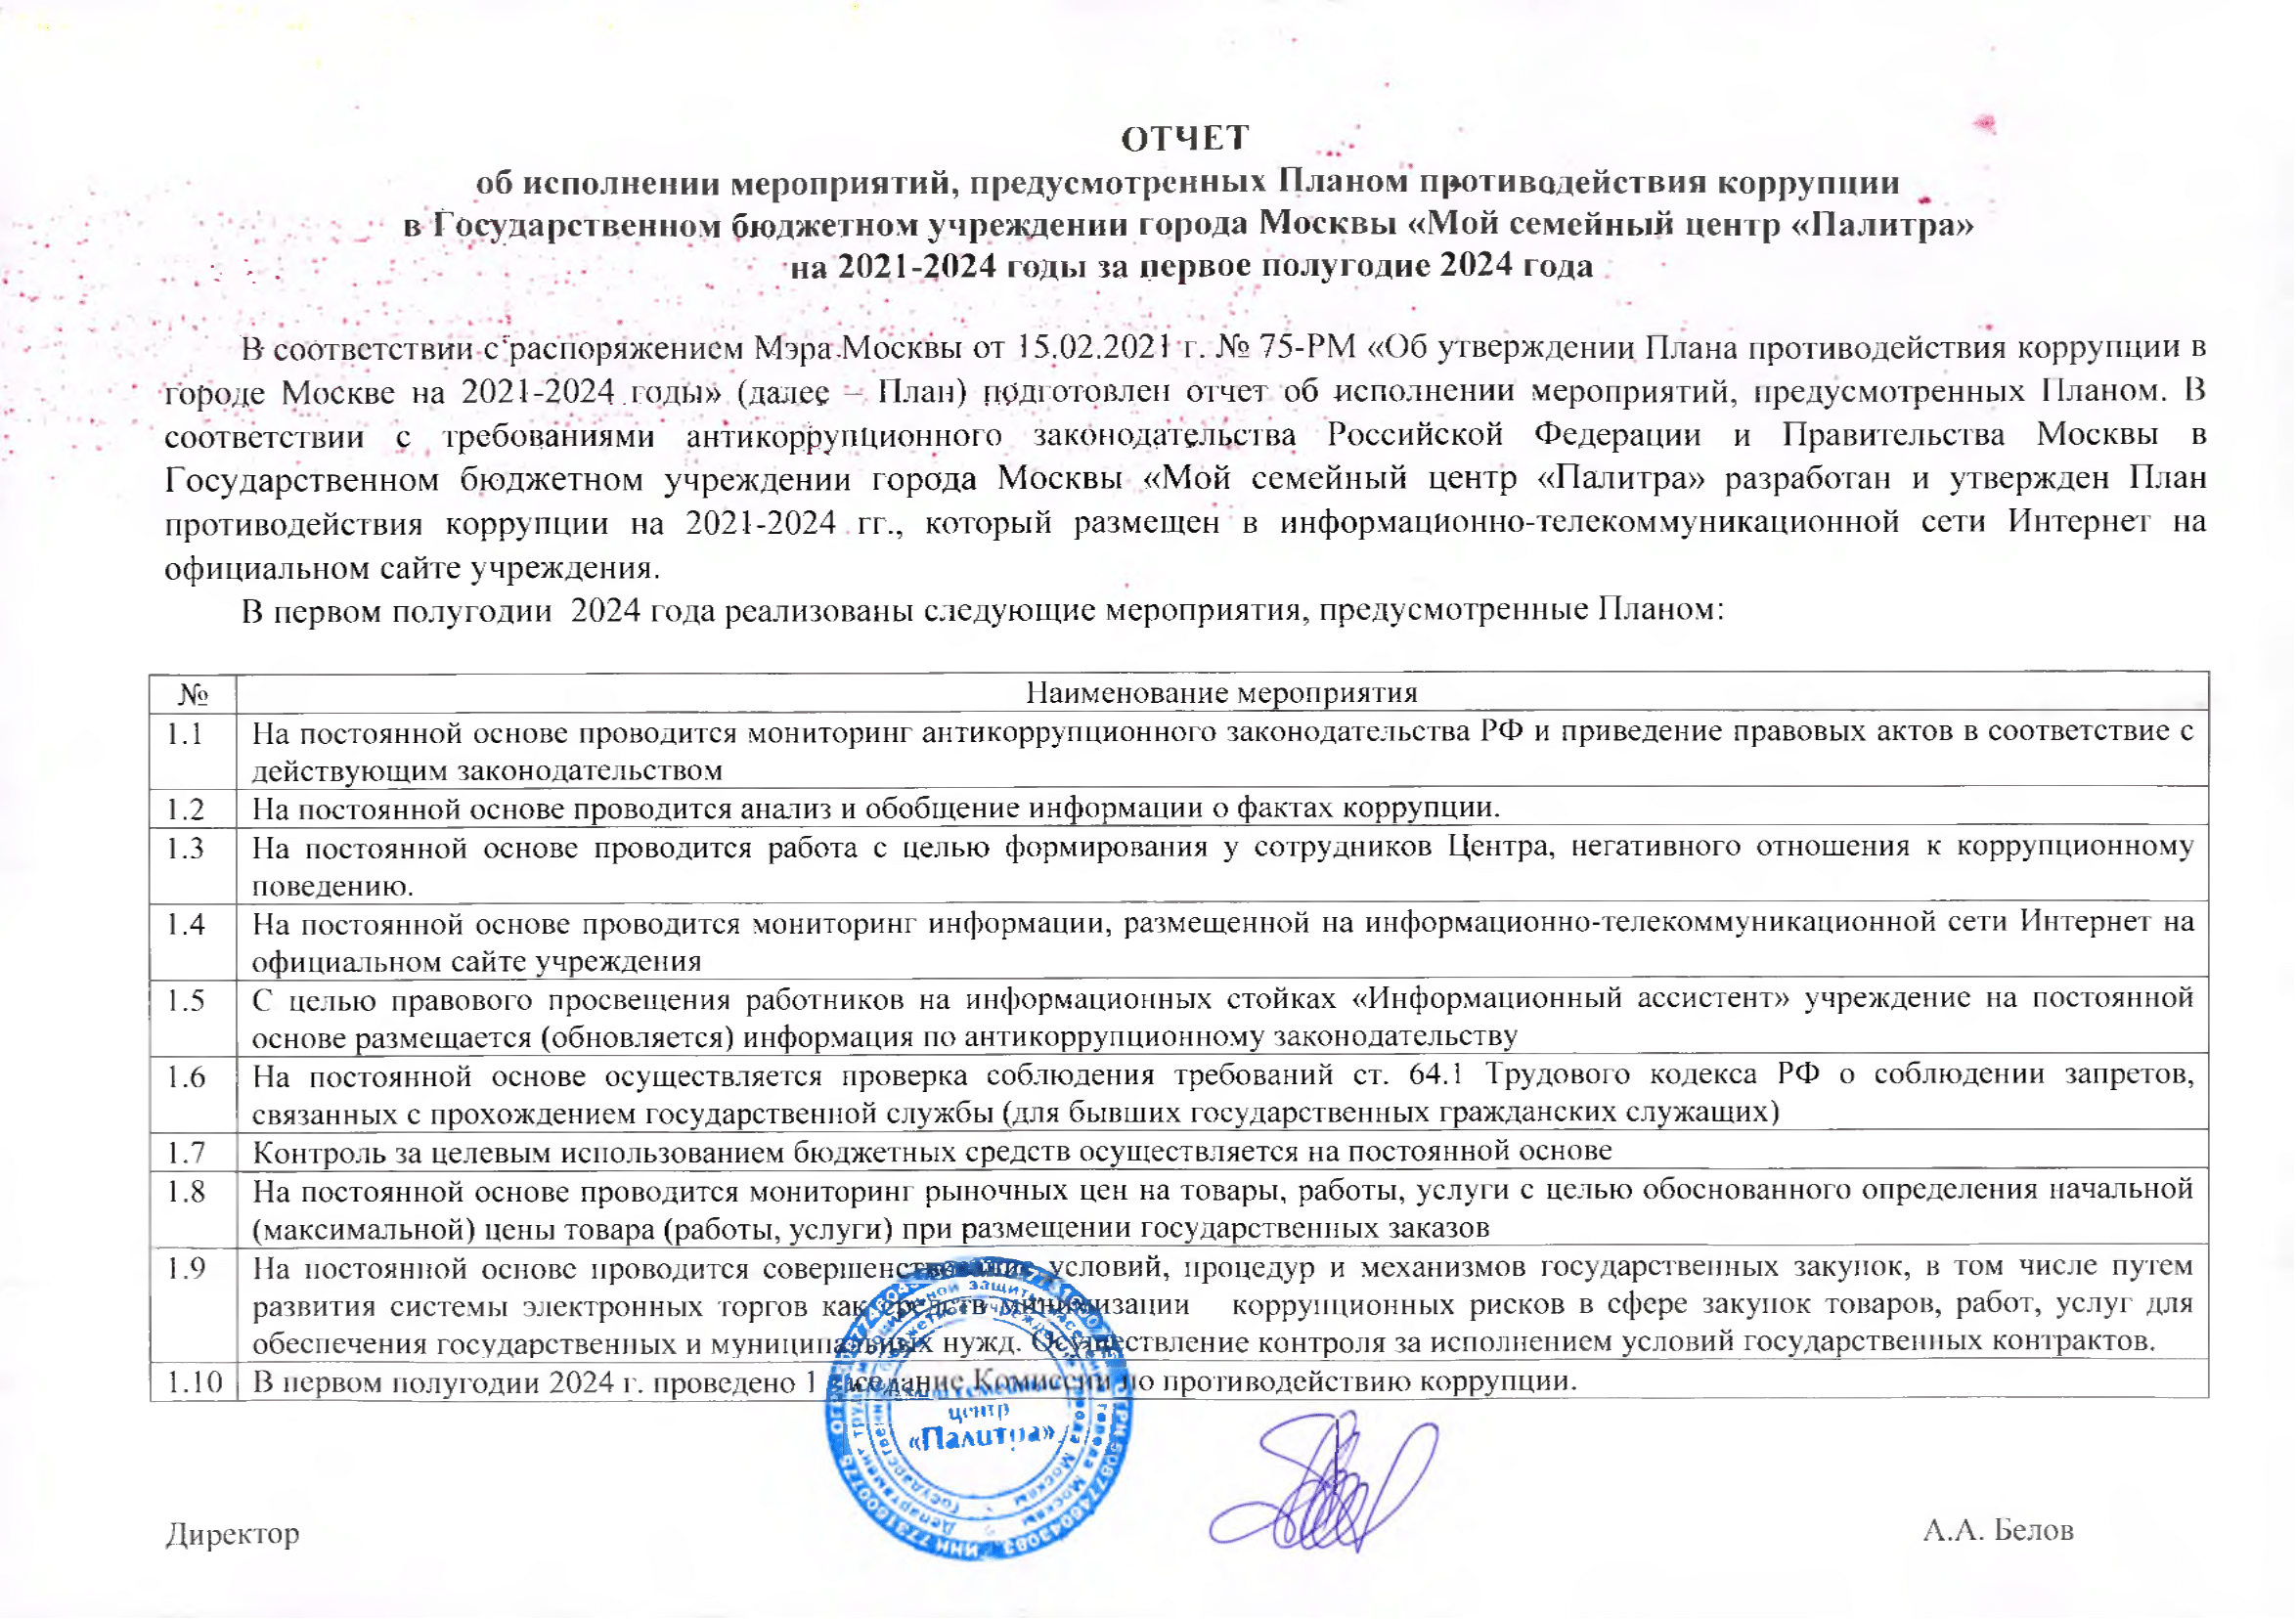 ОТЧЕТ
об исполнении мероприятий, предусмотренных Планом противодействия коррупции
в Государственном бюджетном учреждении города Москвы «Мой семейный центр «Палитра»
на 2021-2024 годы за первое полугодие 2024 года
В соответствии с распоряжением Мэра Москвы от 15.02.2021 г. № 75-РМ «Об утверждении Плана противодействия коррупции в
городе Москве на 2021-2024 годы» (далее – План) подготовлен отчет об исполнении мероприятий, предусмотренных Планом. В
соответствии с требованиями антикоррупционного законодательства Российской Федерации и Правительства Москвы в
Государственном бюджетном учреждении города Москвы «Мой семейный центр «Палитра» разработан и утвержден План
противодействия коррупции на 2021-2024 гг., который размещен в информационно-телекоммуникационной сети Интернет на
официальном сайте учреждения.
В первом полугодии 2024 года реализованы следующие мероприятия, предусмотренные Планом:
№ Наименование мероприятия
1.1 На постоянной основе проводится мониторинг антикоррупционного законодательства РФ и приведение правовых актов в соответствие с
действующим законодательством
1.2 На постоянной основе проводится анализ и обобщение информации о фактах коррупции.
1.3 На постоянной основе проводится работа с целью формирования у сотрудников Центра, негативного отношения к коррупционному
поведению.
1.4 На постоянной основе проводится мониторинг информации, размещенной на информационно-телекоммуникационной сети Интернет на
официальном сайте учреждения
1.5 С целью правового просвещения работников на информационных стойках «Информационный ассистент» учреждение на постоянной
основе размещается (обновляется) информация по антикоррупционному законодательству
1.6 На постоянной основе осуществляется проверка соблюдения требований ст. 64.1 Трудового кодекса РФ о соблюдении запретов,
связанных с прохождением государственной службы (для бывших государственных гражданских служащих)
1.7 Контроль за целевым использованием бюджетных средств осуществляется на постоянной основе
1.8 На постоянной основе проводится мониторинг рыночных цен на товары, работы, услуги с целью обоснованного определения начальной
(максимальной) цены товара (работы, услуги) при размещении государственных заказов
1.9 На постоянной основе проводится совершенствование условий, процедур и механизмов государственных закупок, в том числе путем
развития системы электронных торгов как средств минимизации коррупционных рисков в сфере закупок товаров, работ, услуг для
обеспечения государственных и муниципальных нужд. Осуществление контроля за исполнением условий государственных контрактов.
1.10 В первом полугодии 2024 г. проведено 1 заседание Комиссии по противодействию коррупции.
центр
«Палитра»
Директор А.А. Белов